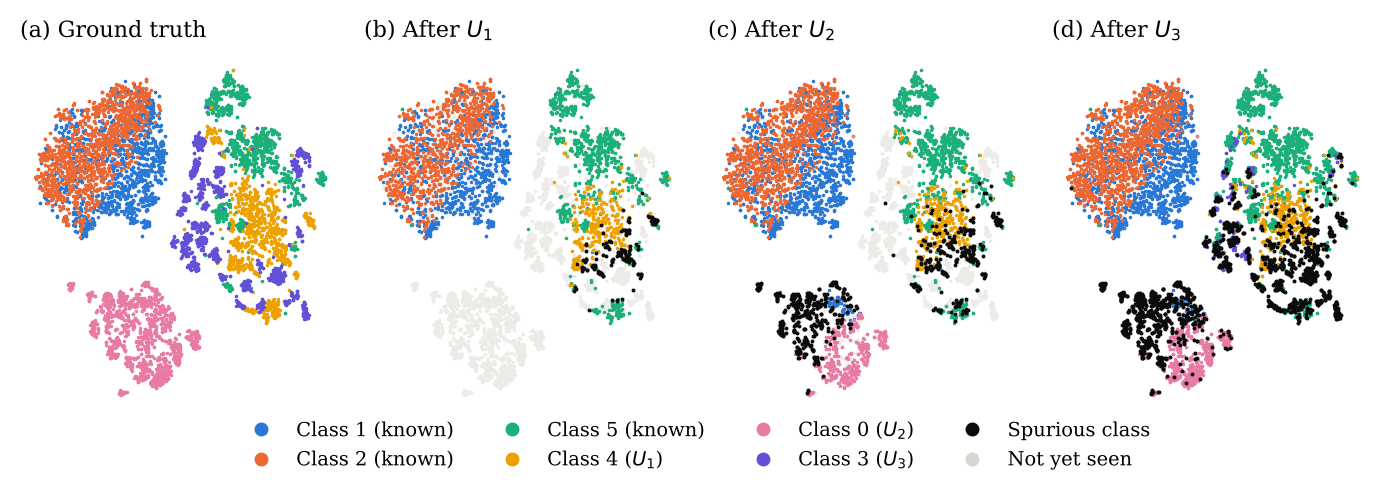 (a) Ground truth
(b) After U1
(c) After U2
(d) After U3
Class 1 (known)
Class 5 (known)
Class 0 (U2)
Spurious class
Class 2 (known)
Class 4 (U1)
Class 3 (U3)
Not yet seen